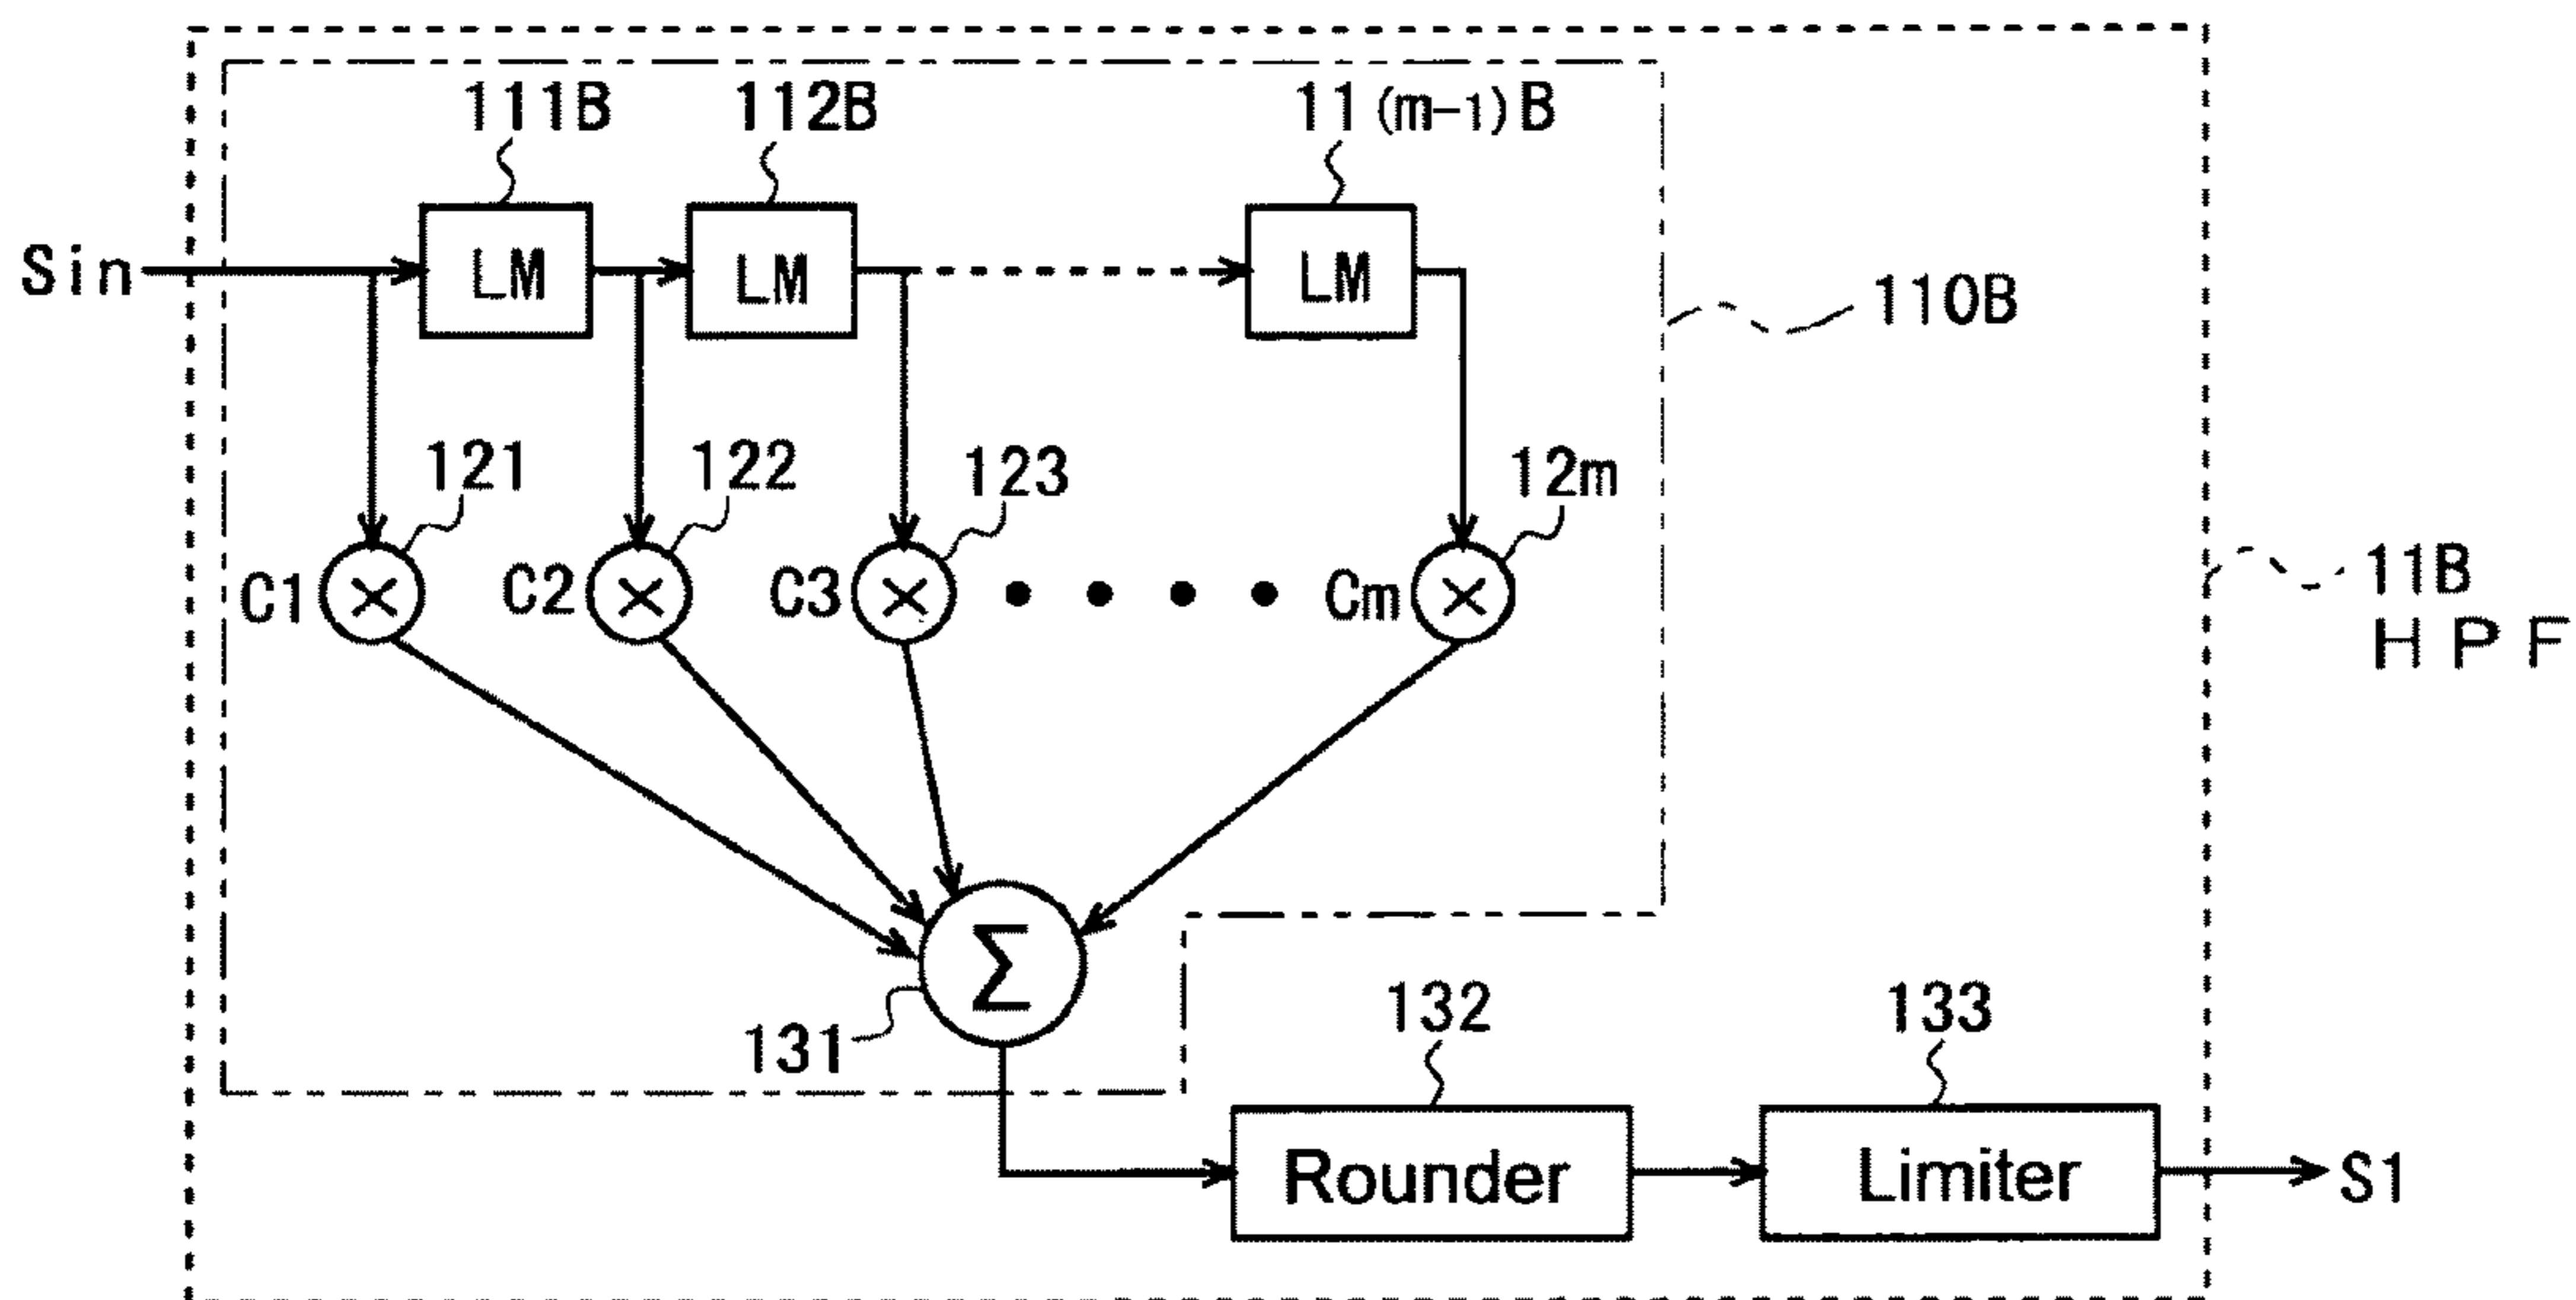 111B 112B 11(m-1)B
Sin LM LM LM 110B
121 122 123 12m
C1 × C2 × C3 × • • • • Cm × 11B
HPF
Σ
131 132 133
Rounder Limiter S1